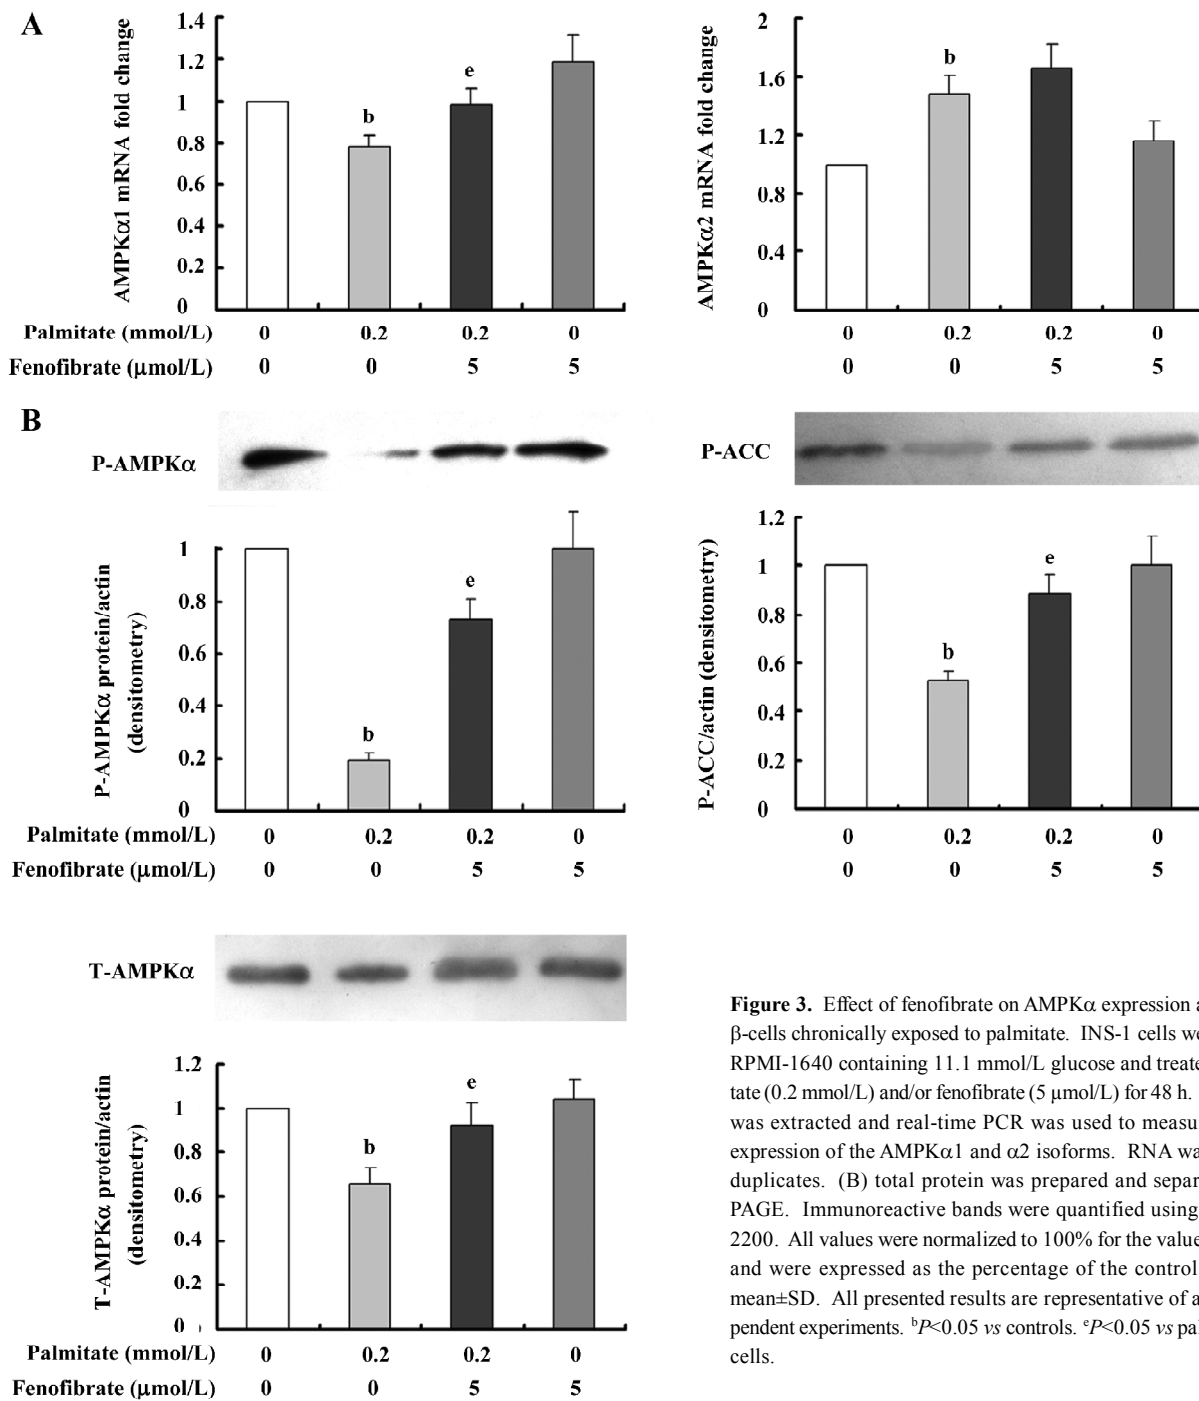 A
AMPKα1 mRNA fold change
1.4
1.2
1
0.8
0.6
0.4
0.2
0
b
e
Palmitate (mmol/L) 0 0.2 0.2 0
Fenofibrate (μmol/L) 0 0 5 5
AMPKα2 mRNA fold change
2
1.6
1.2
0.8
0.4
0
b
0 0.2 0.2 0
0 0 5 5
B
P-AMPKα
P-AMPKα protein/actin
(densitometry)
1
0.8
0.6
0.4
0.2
0
b
e
Palmitate (mmol/L) 0 0.2 0.2 0
Fenofibrate (μmol/L) 0 0 5 5
P-ACC
P-ACC/actin (densitometry)
1.2
1
0.8
0.6
0.4
0.2
0
b
e
0 0.2 0.2 0
0 0 5 5
T-AMPKα
T-AMPKα protein/actin
(densitometry)
1.2
1
0.8
0.6
0.4
0.2
0
b
e
Palmitate (mmol/L) 0 0.2 0.2 0
Fenofibrate (μmol/L) 0 0 5 5
Figure 3. Effect of fenofibrate on AMPKα expression a
β-cells chronically exposed to palmitate. INS-1 cells we
RPMI-1640 containing 11.1 mmol/L glucose and treate
tate (0.2 mmol/L) and/or fenofibrate (5 μmol/L) for 48 h.
was extracted and real-time PCR was used to measu
expression of the AMPKα1 and α2 isoforms. RNA wa
duplicates. (B) total protein was prepared and separ
PAGE. Immunoreactive bands were quantified using
2200. All values were normalized to 100% for the value
and were expressed as the percentage of the control
mean±SD. All presented results are representative of a
pendent experiments. ᵇP<0.05 vs controls. ᵉP<0.05 vs pal
cells.